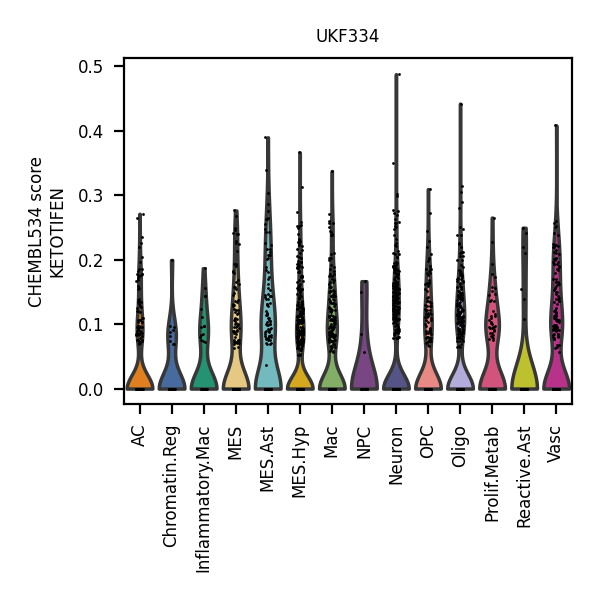 UKF334
CHEMBL534 score
KETOTIFEN
0.5
0.4
0.3
0.2
0.1
0.0
AC
Chromatin.Reg
Inflammatory.Mac
MES
MES.Ast
MES.Hyp
Mac
NPC
Neuron
OPC
Oligo
Prolif.Metab
Reactive.Ast
Vasc